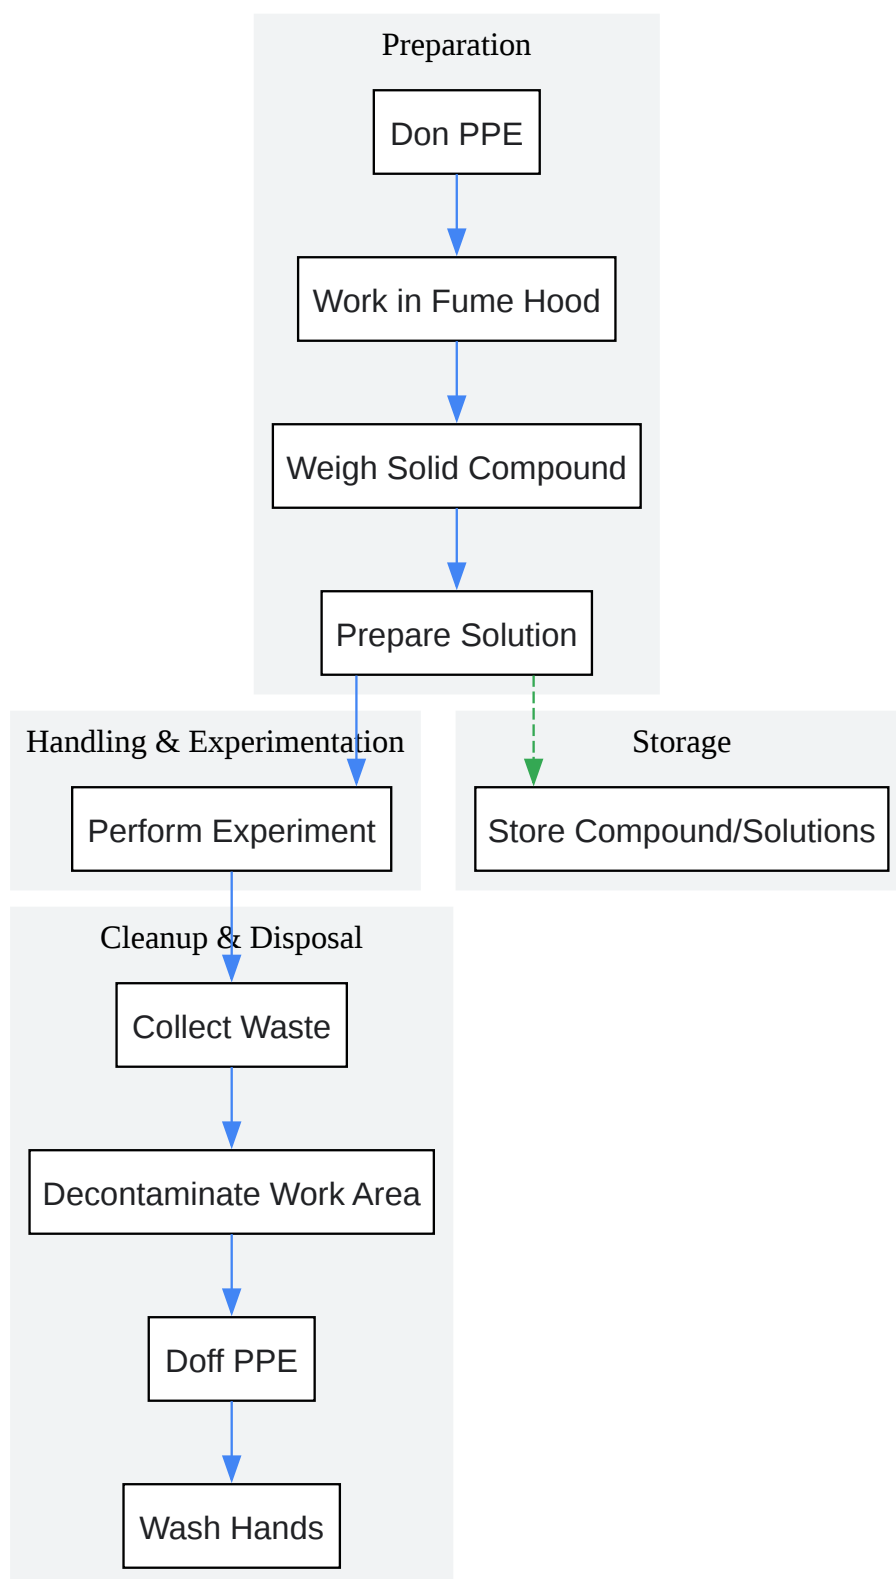 Preparation
Don PPE
Work in Fume Hood
Weigh Solid Compound
Prepare Solution
Handling & Experimentation
Perform Experiment
Storage
Store Compound/Solutions
Cleanup & Disposal
Collect Waste
Decontaminate Work Area
Doff PPE
Wash Hands